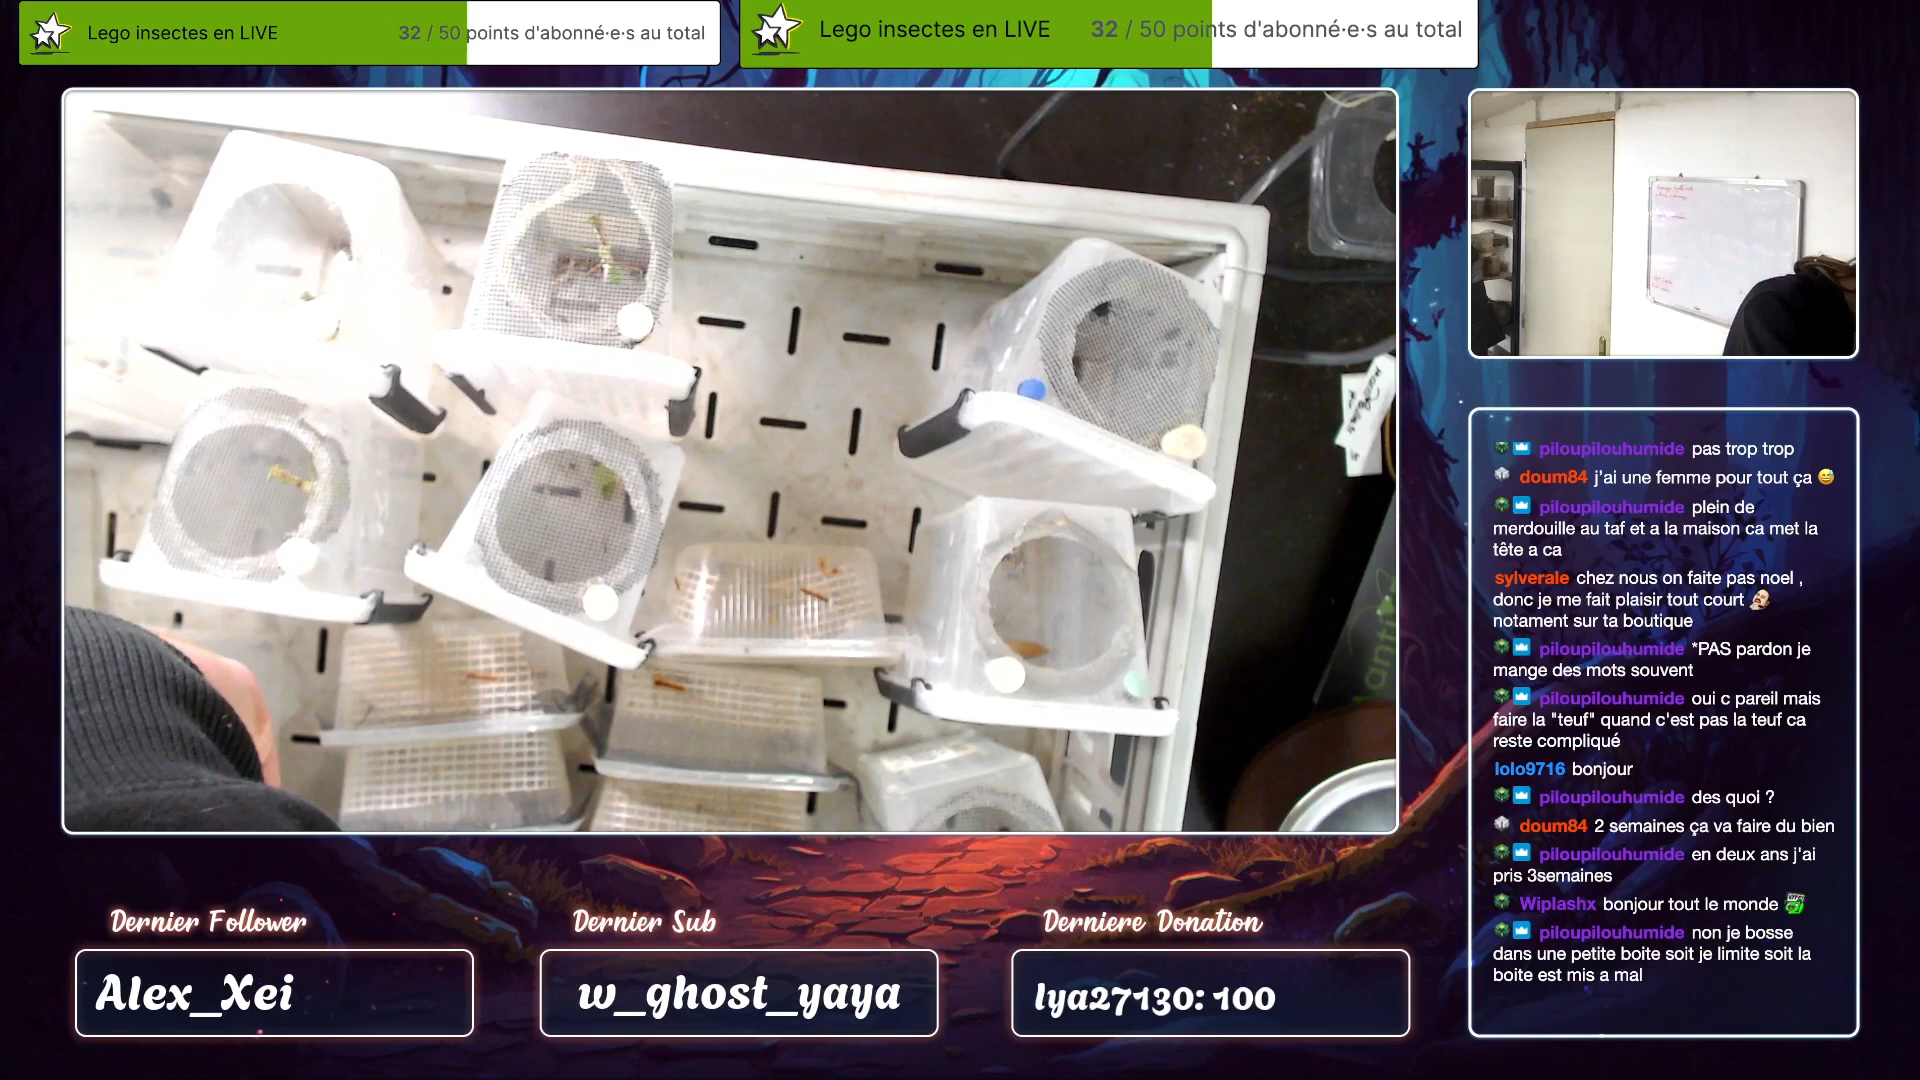 Lego insectes en LIVE 32 / 50 points d'abonné·e·s au total
Lego insectes en LIVE 32 / 50 points d'abonné·e·s au total
piloupilouhumide pas trop trop
doum84 j'ai une femme pour tout ça 😅
piloupilouhumide plein de
merdouille au taf et a la maison ca met la
tête a ca
sylverale chez nous on faite pas noel ,
donc je me fait plaisir tout court
notament sur ta boutique
piloupilouhumide *PAS pardon je
mange des mots souvent
piloupilouhumide oui c pareil mais
faire la "teuf" quand c'est pas la teuf ca
reste compliqué
lolo9716 bonjour
piloupilouhumide des quoi ?
doum84 2 semaines ça va faire du bien
piloupilouhumide en deux ans j'ai
pris 3semaines
Wiplashx bonjour tout le monde
piloupilouhumide non je bosse
dans une petite boite soit je limite soit la
boite est mis a mal
Dernier Follower
Alex_Xei
Dernier Sub
w_ghost_yaya
Derniere Donation
lya27130: 100